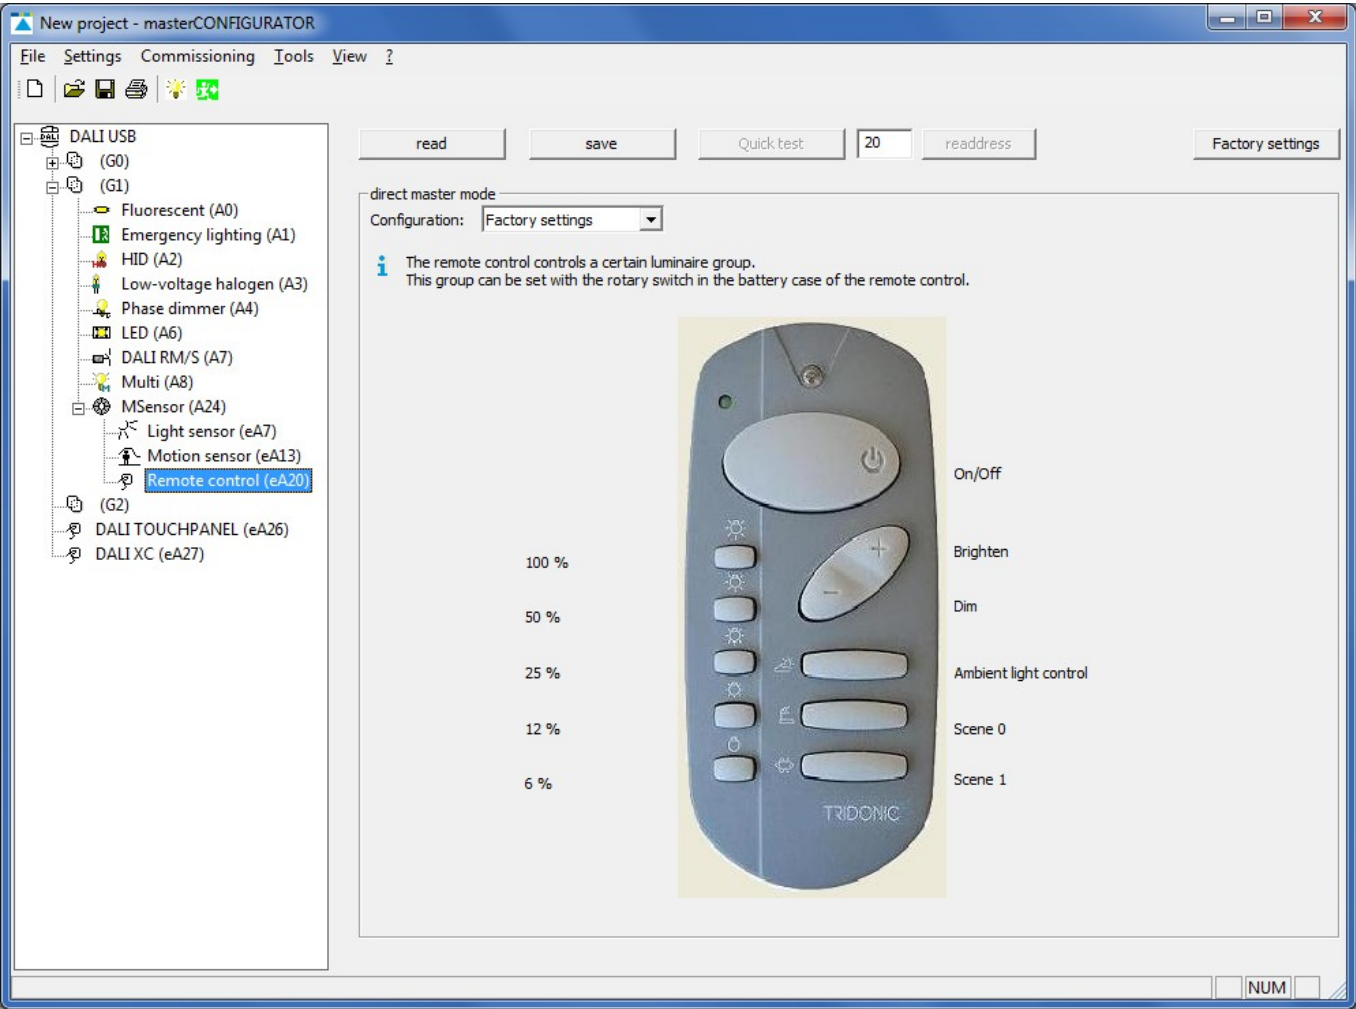 New project - masterCONFIGURATOR
File Settings Commissioning Tools View ?
DALI USB
(G0)
(G1)
Fluorescent (A0)
Emergency lighting (A1)
HID (A2)
Low-voltage halogen (A3)
Phase dimmer (A4)
LED (A6)
DALI RM/S (A7)
Multi (A8)
MSensor (A24)
Light sensor (eA7)
Motion sensor (eA13)
Remote control (eA20)
(G2)
DALI TOUCHPANEL (eA26)
DALI XC (eA27)
read save Quick test 20 readdress Factory settings
direct master mode
Configuration: Factory settings
The remote control controls a certain luminaire group.
This group can be set with the rotary switch in the battery case of the remote control.
On/Off
Brighten
100 %
Dim
50 %
25 % Ambient light control
12 % Scene 0
6 % Scene 1
TRIDONIC
NUM